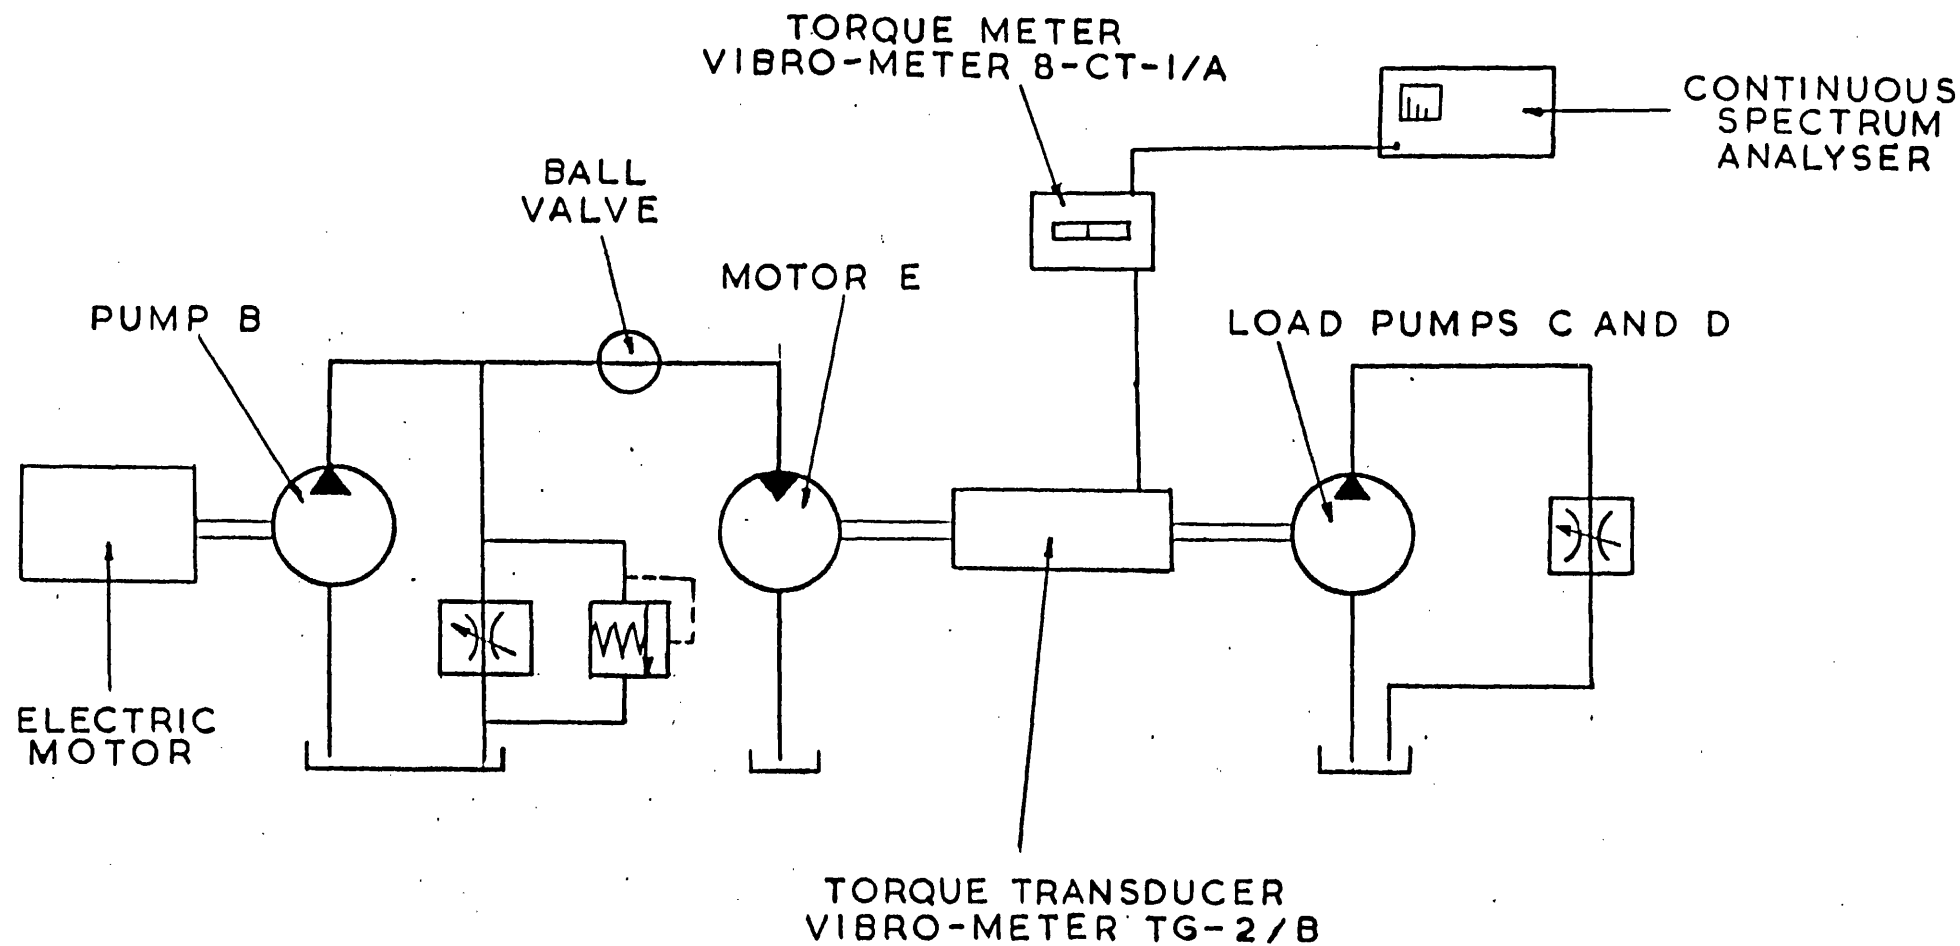 TORQUE METER
VIBRO-METER 8-CT-1/A
CONTINUOUS
SPECTRUM
ANALYSER
BALL
VALVE
MOTOR E
PUMP B
LOAD PUMPS C AND D
ELECTRIC
MOTOR
TORQUE TRANSDUCER
VIBRO-METER TG-2/B